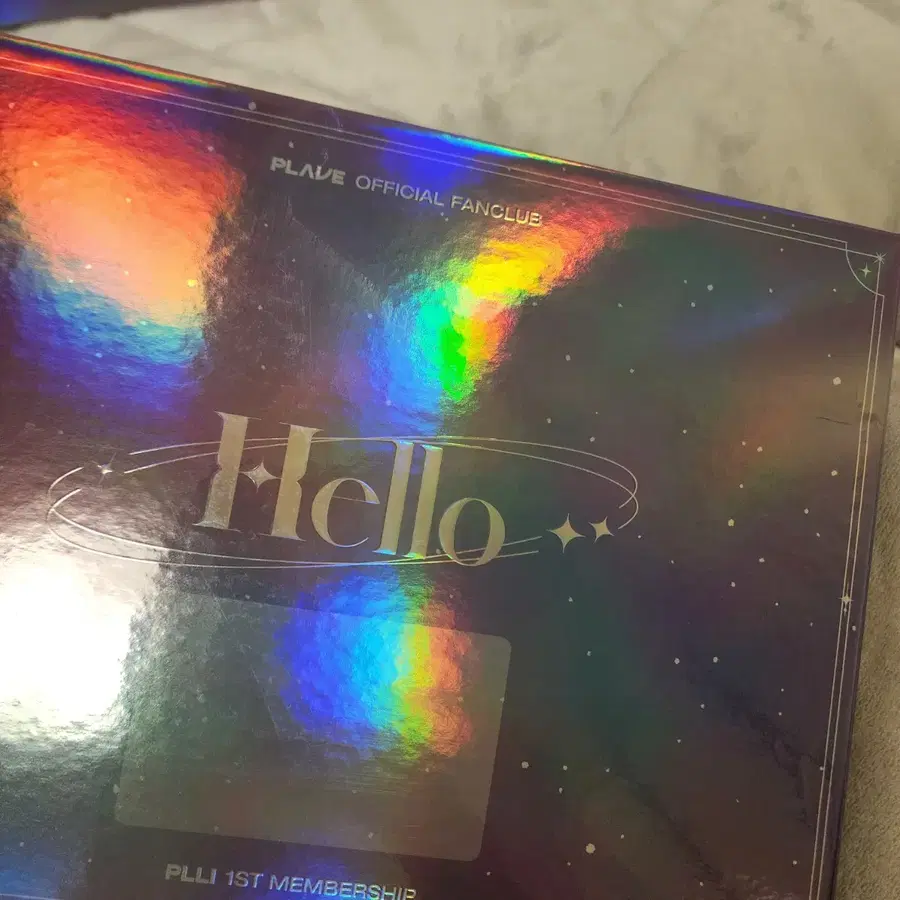 PLAVE OFFICIAL FANCLUB
Hello
PLLI 1ST MEMBERSHIP